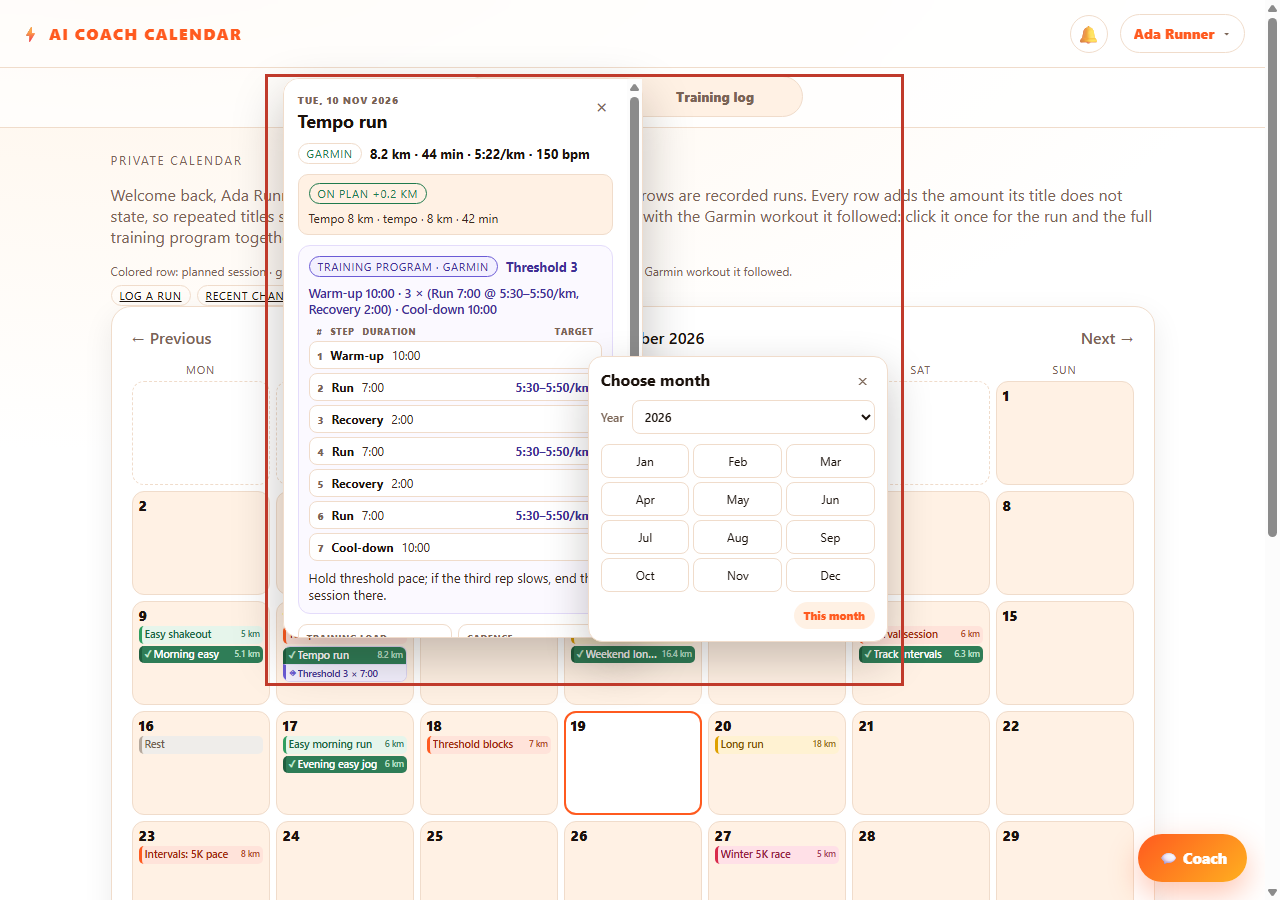 AI COACH CALENDAR
Ada Runner
Training log
TUE, 10 NOV 2026
Tempo run
GARMIN 8.2 km · 44 min · 5:22/km · 150 bpm
ON PLAN +0.2 KM
Tempo 8 km · tempo · 8 km · 42 min
TRAINING PROGRAM · GARMIN Threshold 3
Warm-up 10:00 · 3 × (Run 7:00 @ 5:30–5:50/km,
Recovery 2:00) · Cool-down 10:00
# STEP DURATION TARGET
1 Warm-up 10:00
2 Run 7:00 5:30–5:50/km
3 Recovery 2:00
4 Run 7:00 5:30–5:50/km
5 Recovery 2:00
6 Run 7:00 5:30–5:50/km
7 Cool-down 10:00
Hold threshold pace; if the third rep slows, end
session there.
PRIVATE CALENDAR
Welcome back, Ada rows are recorded runs. Every row adds the amount its title does not
state, so repeated titles with the Garmin workout it followed: click it once for the run and the full
training program
Colored row: planned session · Garmin workout it followed.
LOG A RUN RECENT
← Previous 2026 Next →
MON SAT SUN
Choose month
Year 2026
Jan Feb Mar
Apr May Jun
Jul Aug Sep
Oct Nov Dec
This month
1
2 8
9 15
Easy shakeout 5 km
session 6 km
✓ Morning easy 5.1 km
✓ Tempo run 8.2 km
✓ Weekend lon... 16.4 km
✓ Track intervals 6.3 km
Threshold 3 × 7:00
16 17 18 19 20 21 22
Rest
Easy morning run 6 km
Threshold blocks 7 km
Long run 18 km
✓ Evening easy jog 6 km
23 24 25 26 27 28 29
Intervals: 5K pace 8 km
Winter 5K race 5 km
Coach